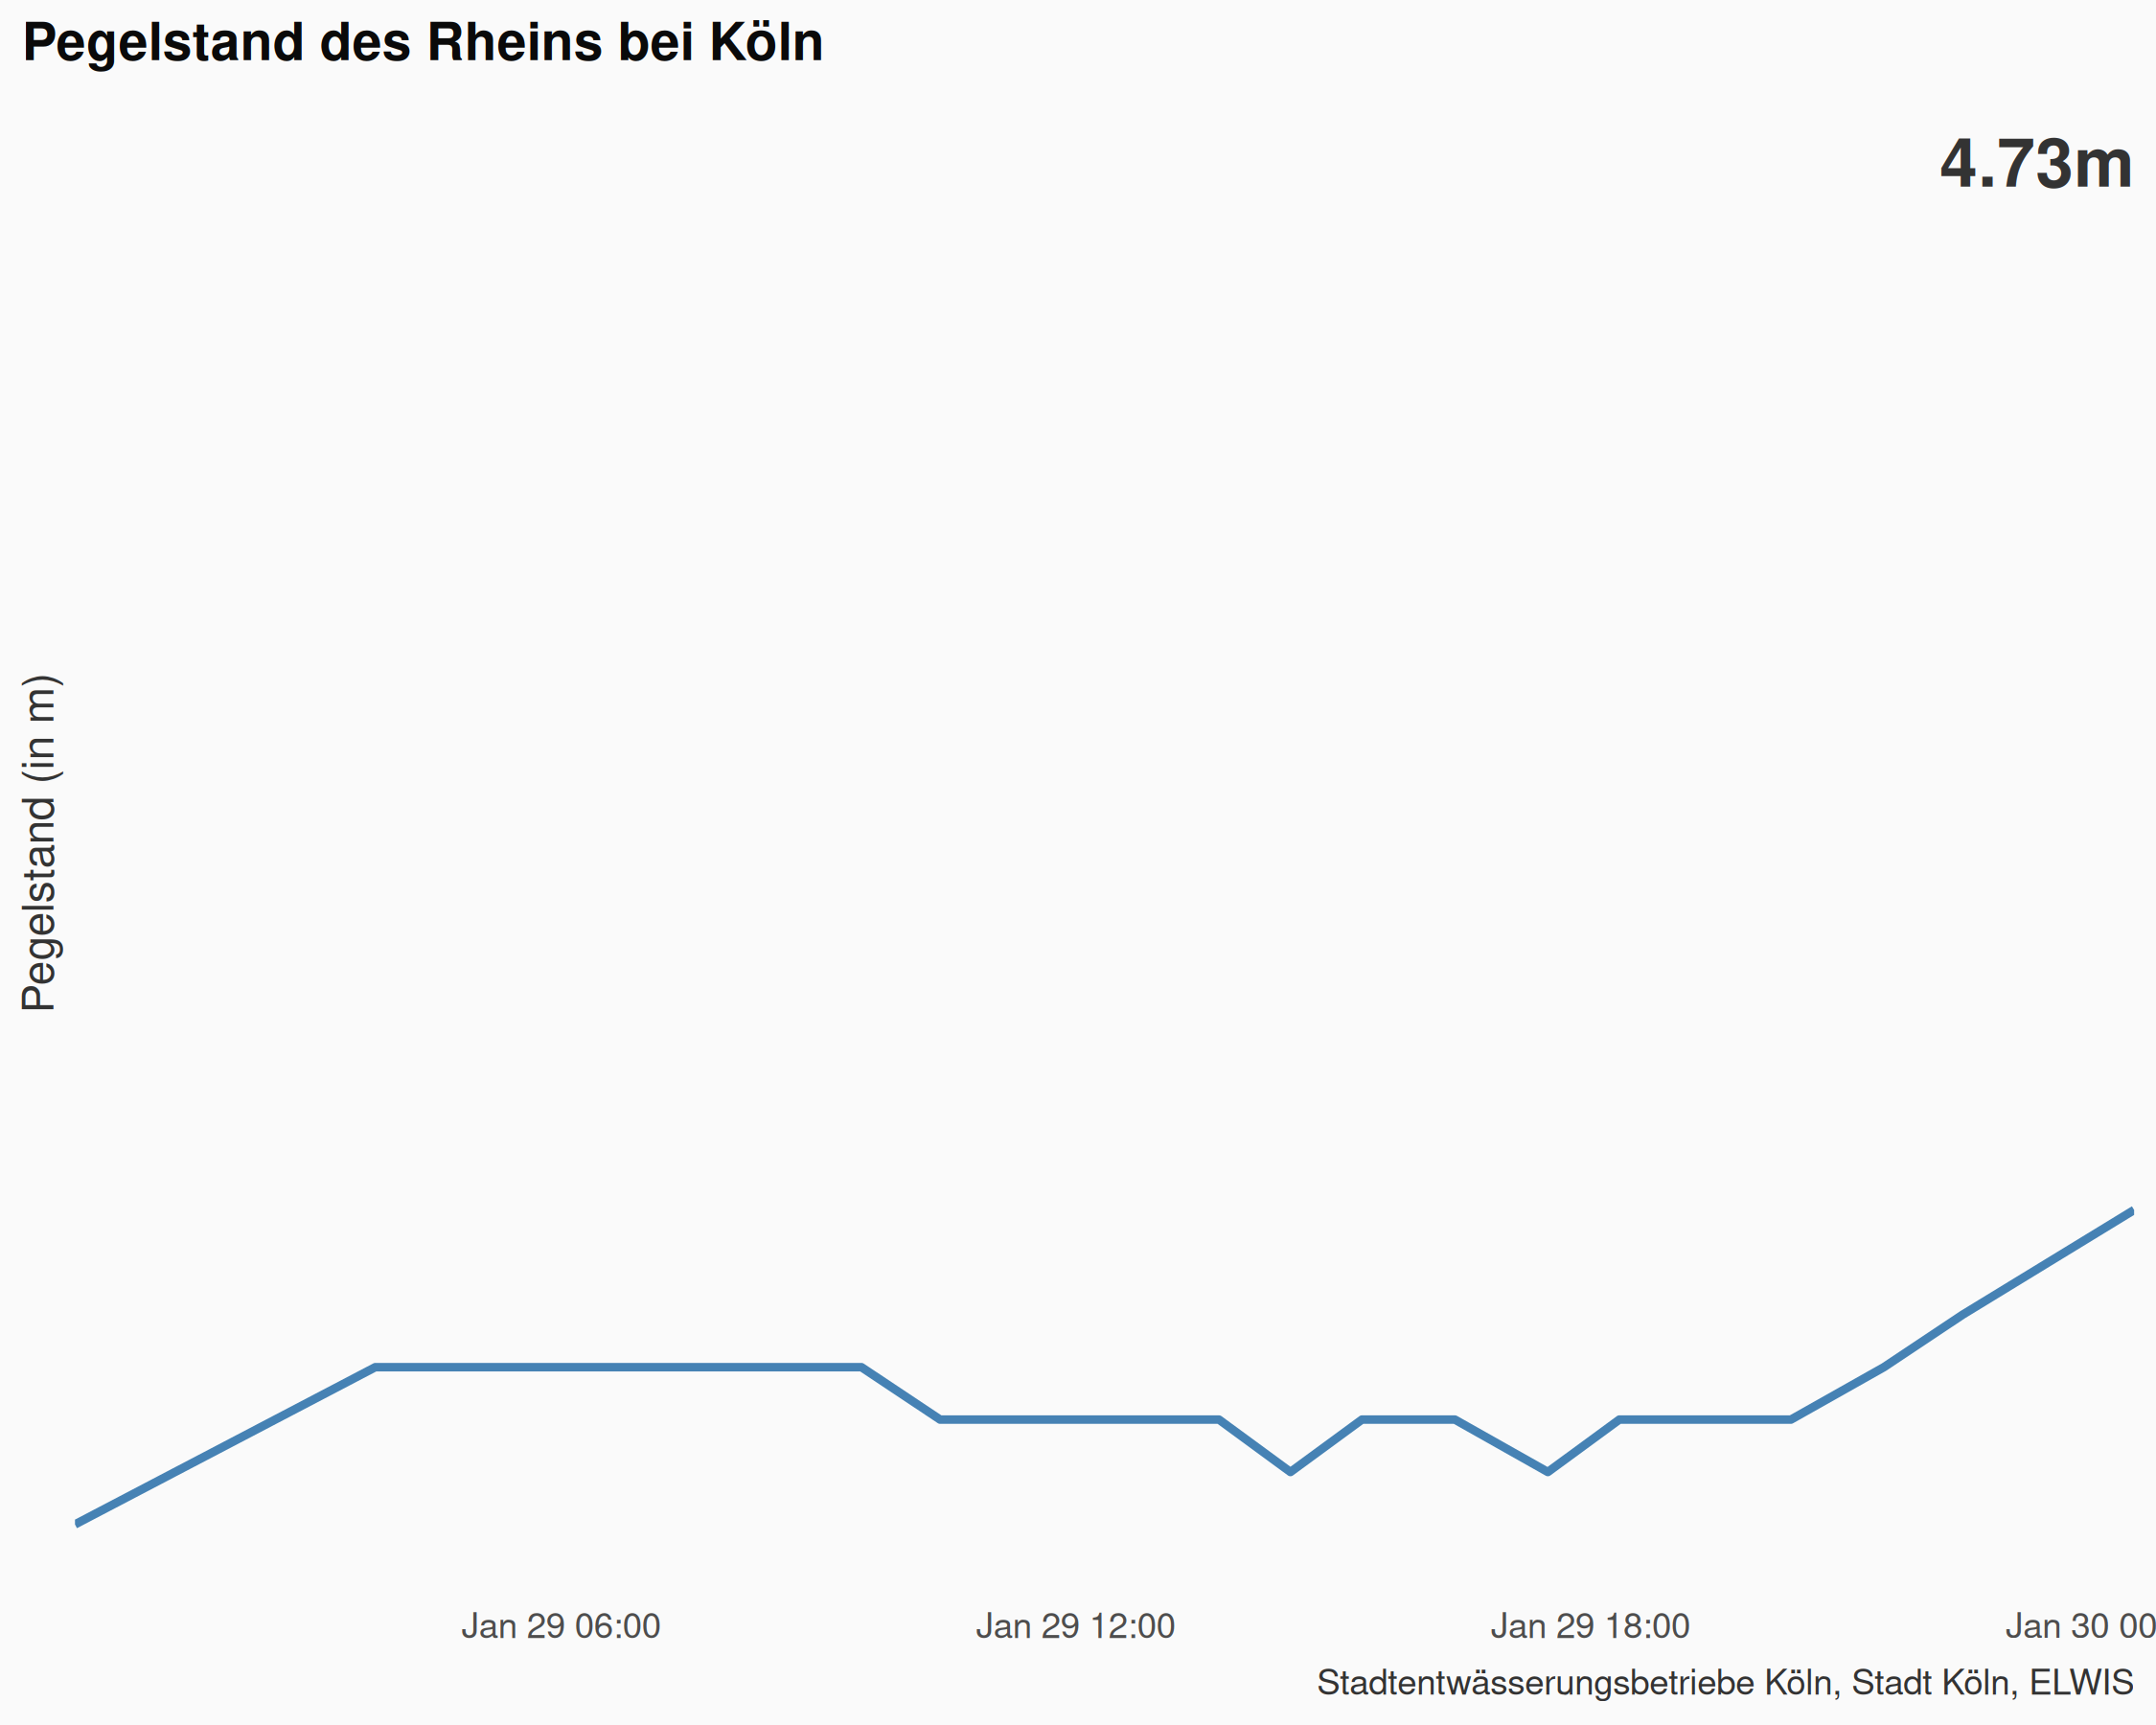 Pegelstand des Rheins bei Köln
4.73m
Pegelstand (in m)
Jan 29 06:00
Jan 29 12:00
Jan 29 18:00
Jan 30 00
Stadtentwässerungsbetriebe Köln, Stadt Köln, ELWIS